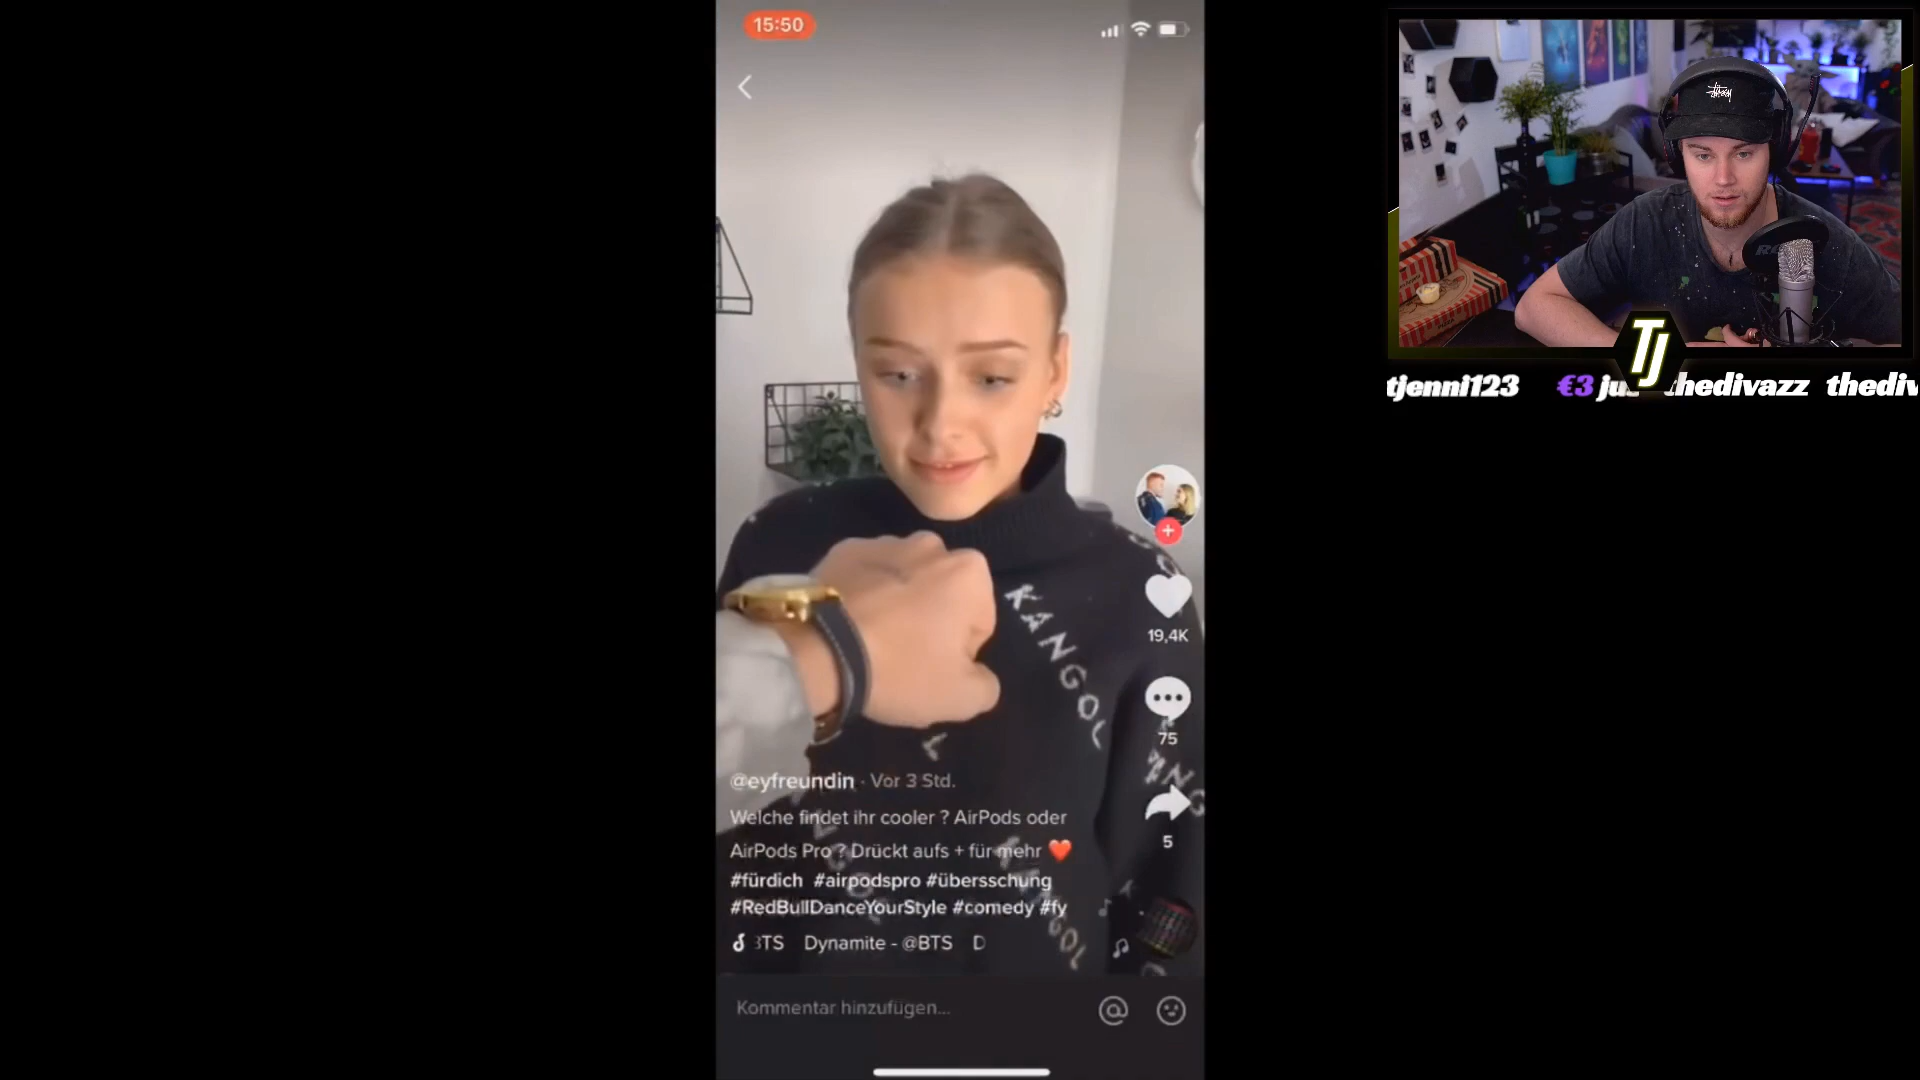 15:50
KANGOL
19,4K
75
5
@eyfreundin · Vor 3 Std.
Welche findet ihr cooler ? AirPods oder
AirPods Pro ? Drückt aufs + für mehr ❤️
#fürdich #airpodspro #übersschung
#RedBullDanceYourStyle #comedy #fy
Dynamite - @BTS
Kommentar hinzufügen...
TJ
tjenni123 €3 thedivazz